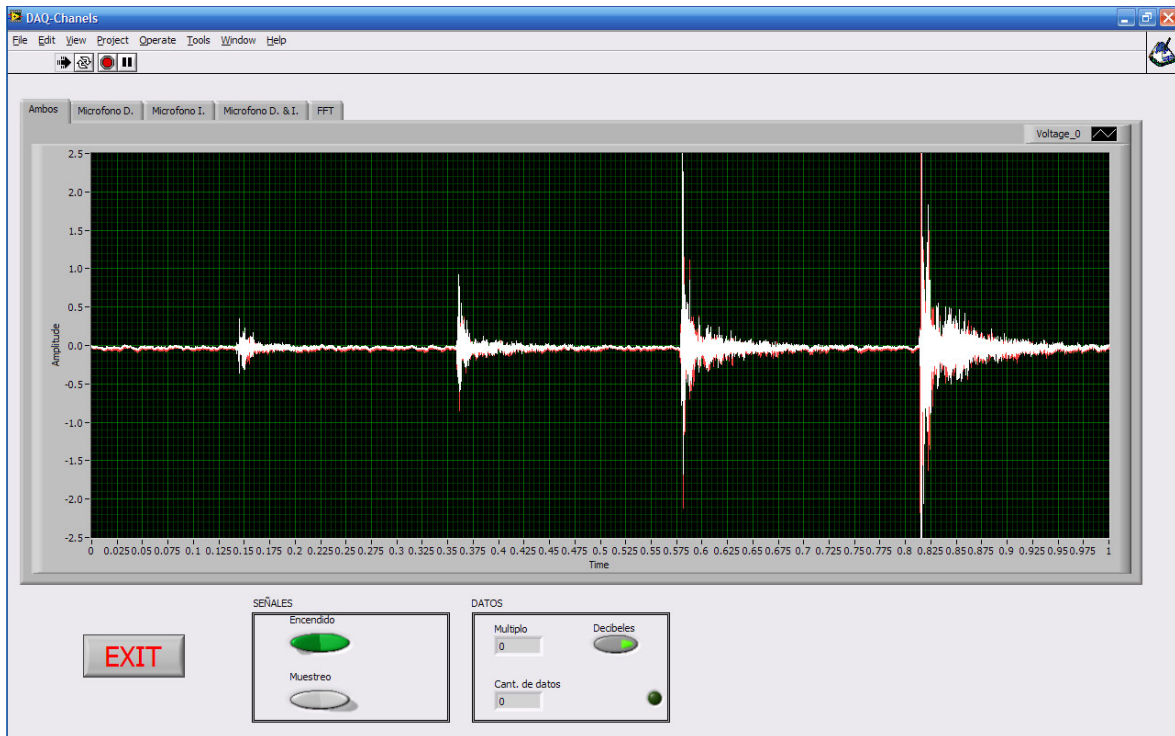 DAQ-Chanels
File Edit View Project Operate Tools Window Help
Ambos Microfono D. Microfono I. Microfono D. & I. FFT
Voltage_0
2.5
2.0
1.5
1.0
0.5
0.0
-0.5
-1.0
-1.5
-2.0
-2.5
Amplitude
0 0.025 0.05 0.075 0.1 0.125 0.15 0.175 0.2 0.225 0.25 0.275 0.3 0.325 0.35 0.375 0.4 0.425 0.45 0.475 0.5 0.525 0.55 0.575 0.6 0.625 0.65 0.675 0.7 0.725 0.75 0.775 0.8 0.825 0.85 0.875 0.9 0.925 0.95 0.975 1
Time
EXIT
SEÑALES
Encendido
Muestreo
DATOS
Multiplo
0
Decibeles
Cant. de datos
0